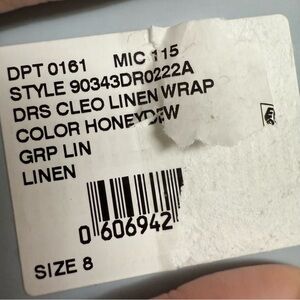 DPT 0161 MIC 115
STYLE 90343DR0222A
DRS CLEO LINEN WRAP
COLOR HONEYDEW
GRP LIN
LINEN
0 606942
SIZE 8